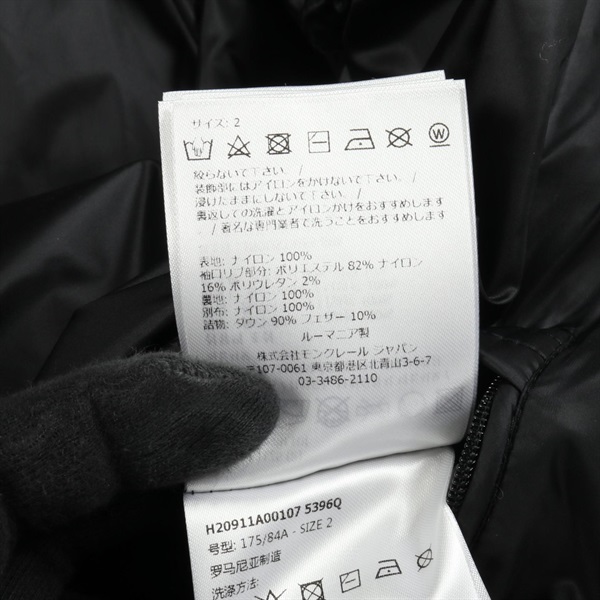 サイズ: 2
W
絞らないで下さい。 /
装飾部にはアイロンをかけないで下さい。 /
浸けたままにしないで下さい。 /
裏返しての洗濯とアイロンかけをおすすめします
。 / 著名な専門業者で洗うことをおすすめします
表地: ナイロン 100%
袖口リブ部分: ポリエステル 82% ナイロン
16% ポリウレタン 2%
裏地: ナイロン 100%
別布: ナイロン 100%
詰物: ダウン 90% フェザー 10%
ルーマニア製
株式会社モンクレール ジャパン
〒107-0061 東京都港区北青山3-6-7
03-3486-2110
H20911A00107 5396Q
号型: 175/84A - SIZE 2
罗马尼亚制造
洗涤方法: